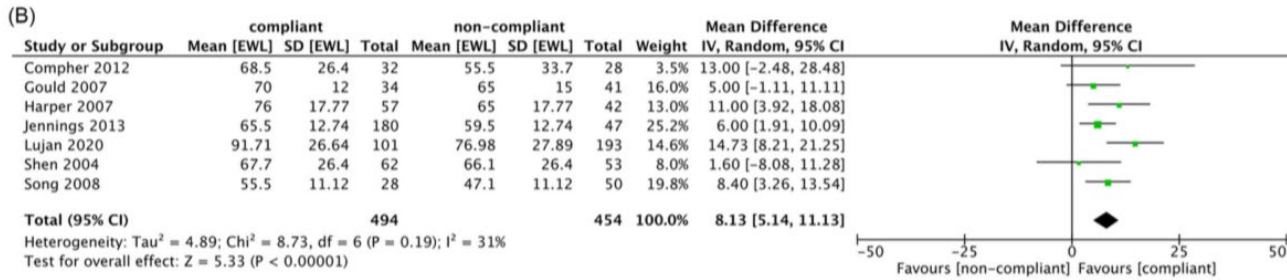 (B)
compliant non-compliant Mean Difference Mean Difference
Study or Subgroup Mean [EWL] SD [EWL] Total Mean [EWL] SD [EWL] Total Weight IV, Random, 95% CI IV, Random, 95% CI
Compher 2012 68.5 26.4 32 55.5 33.7 28 3.5% 13.00 [-2.48, 28.48]
Gould 2007 70 12 34 65 15 41 16.0% 5.00 [-1.11, 11.11]
Harper 2007 76 17.77 57 65 17.77 42 13.0% 11.00 [3.92, 18.08]
Jennings 2013 65.5 12.74 180 59.5 12.74 47 25.2% 6.00 [1.91, 10.09]
Lujan 2020 91.71 26.64 101 76.98 27.89 193 14.6% 14.73 [8.21, 21.25]
Shen 2004 67.7 26.4 62 66.1 26.4 53 8.0% 1.60 [-8.08, 11.28]
Song 2008 55.5 11.12 28 47.1 11.12 50 19.8% 8.40 [3.26, 13.54]
Total (95% CI) 494 454 100.0% 8.13 [5.14, 11.13]
Heterogeneity: Tau² = 4.89; Chi² = 8.73, df = 6 (P = 0.19); I² = 31%
Test for overall effect: Z = 5.33 (P < 0.00001)
-50 -25 0 25 50
Favours [non-compliant] Favours [compliant]